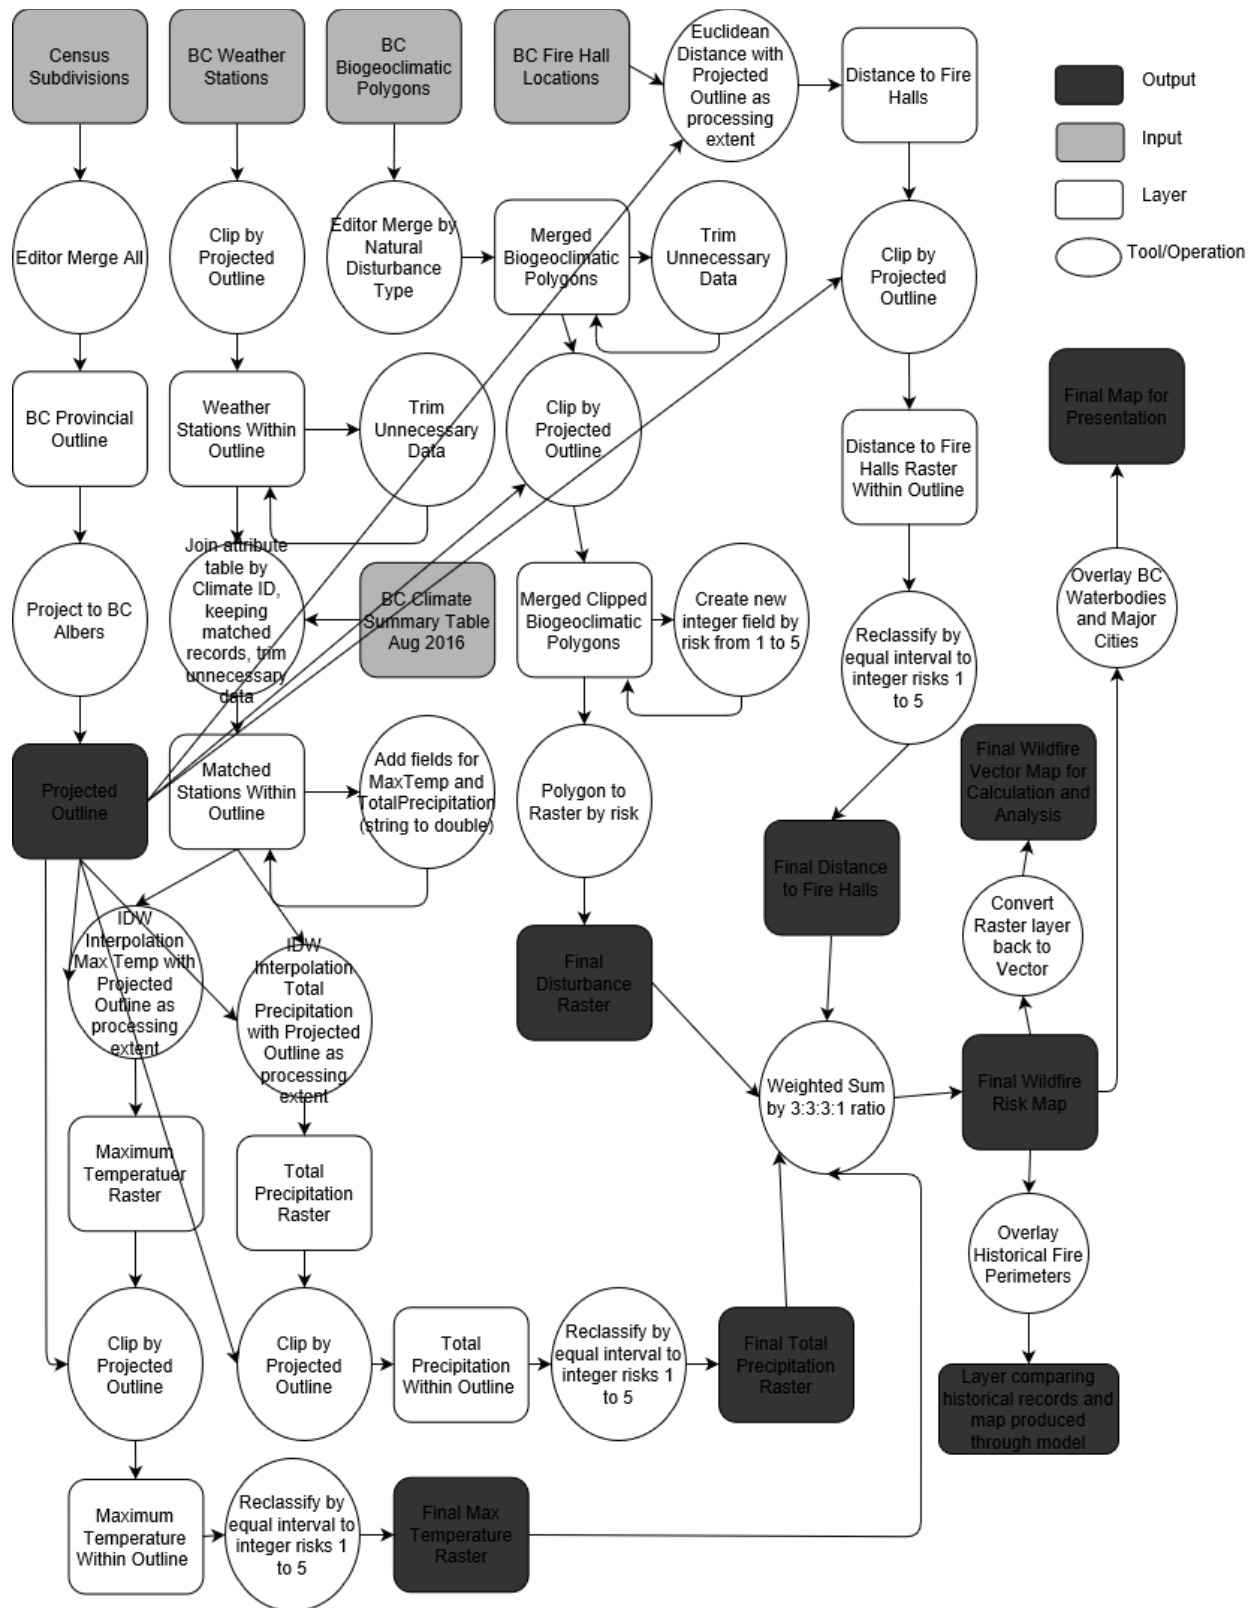 Census
Subdivisions
BC Weather
Stations
BC
Biogeoclimatic
Polygons
BC Fire Hall
Locations
Euclidean
Distance with
Projected
Outline as
processing
extent
Distance to Fire
Halls
Output
Input
Layer
Tool/Operation
Editor Merge All
Clip by
Projected
Outline
Editor Merge by
Natural
Disturbance
Type
Merged
Biogeoclimatic
Polygons
Trim
Unnecessary
Data
Clip by
Projected
Outline
BC Provincial
Outline
Weather
Stations Within
Outline
Trim
Unnecessary
Data
Clip by
Projected
Outline
Distance to Fire
Halls Raster
Within Outline
Final Map for
Presentation
Project to BC
Albers
Join attribute
table by
Climate ID,
keeping
matched
records, trim
unnecessary
data
BC Climate
Summary Table
Aug 2016
Merged Clipped
Biogeoclimatic
Polygons
Create new
integer field by
risk from 1 to 5
Reclassify by
equal interval to
integer risks 1
to 5
Overlay BC
Waterbodies
and Major
Cities
Projected
Outline
Matched
Stations Within
Outline
Add fields for
MaxTemp and
TotalPrecipitation
(string to double)
Polygon to
Raster by risk
Final Distance
to Fire Halls
Final Wildfire
Vector Map for
Calculation and
Analysis
Convert
Raster layer
back to
Vector
IDW
Interpolation
Max Temp with
Projected
Outline as
processing
extent
IDW
Interpolation
Total
Precipitation
with Projected
Outline as
processing
extent
Final
Disturbance
Raster
Weighted Sum
by 3:3:3:1 ratio
Final Wildfire
Risk Map
Maximum
Temperatuer
Raster
Total
Precipitation
Raster
Overlay
Historical Fire
Perimeters
Clip by
Projected
Outline
Clip by
Projected
Outline
Total
Precipitation
Within Outline
Reclassify by
equal interval to
integer risks 1
to 5
Final Total
Precipitation
Raster
Layer comparing
historical records and
map produced
through model
Maximum
Temperature
Within Outline
Reclassify by
equal interval to
integer risks 1
to 5
Final Max
Temperature
Raster